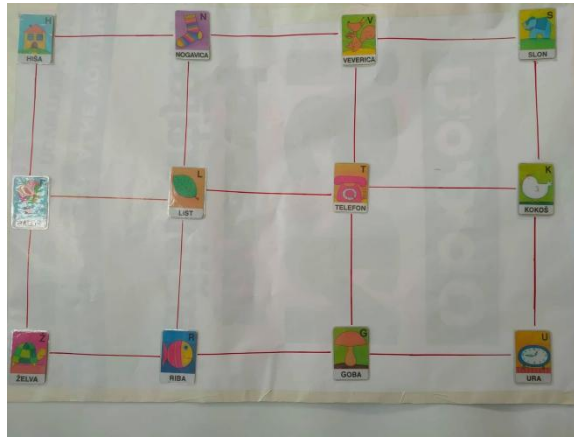 H
HIŠA
N
NOGAVICA
V
VEVERICA
S
SLON
L
LIST
T
TELEFON
K
KOKOŠ
Ž
ŽELVA
R
RIBA
G
GOBA
U
URA